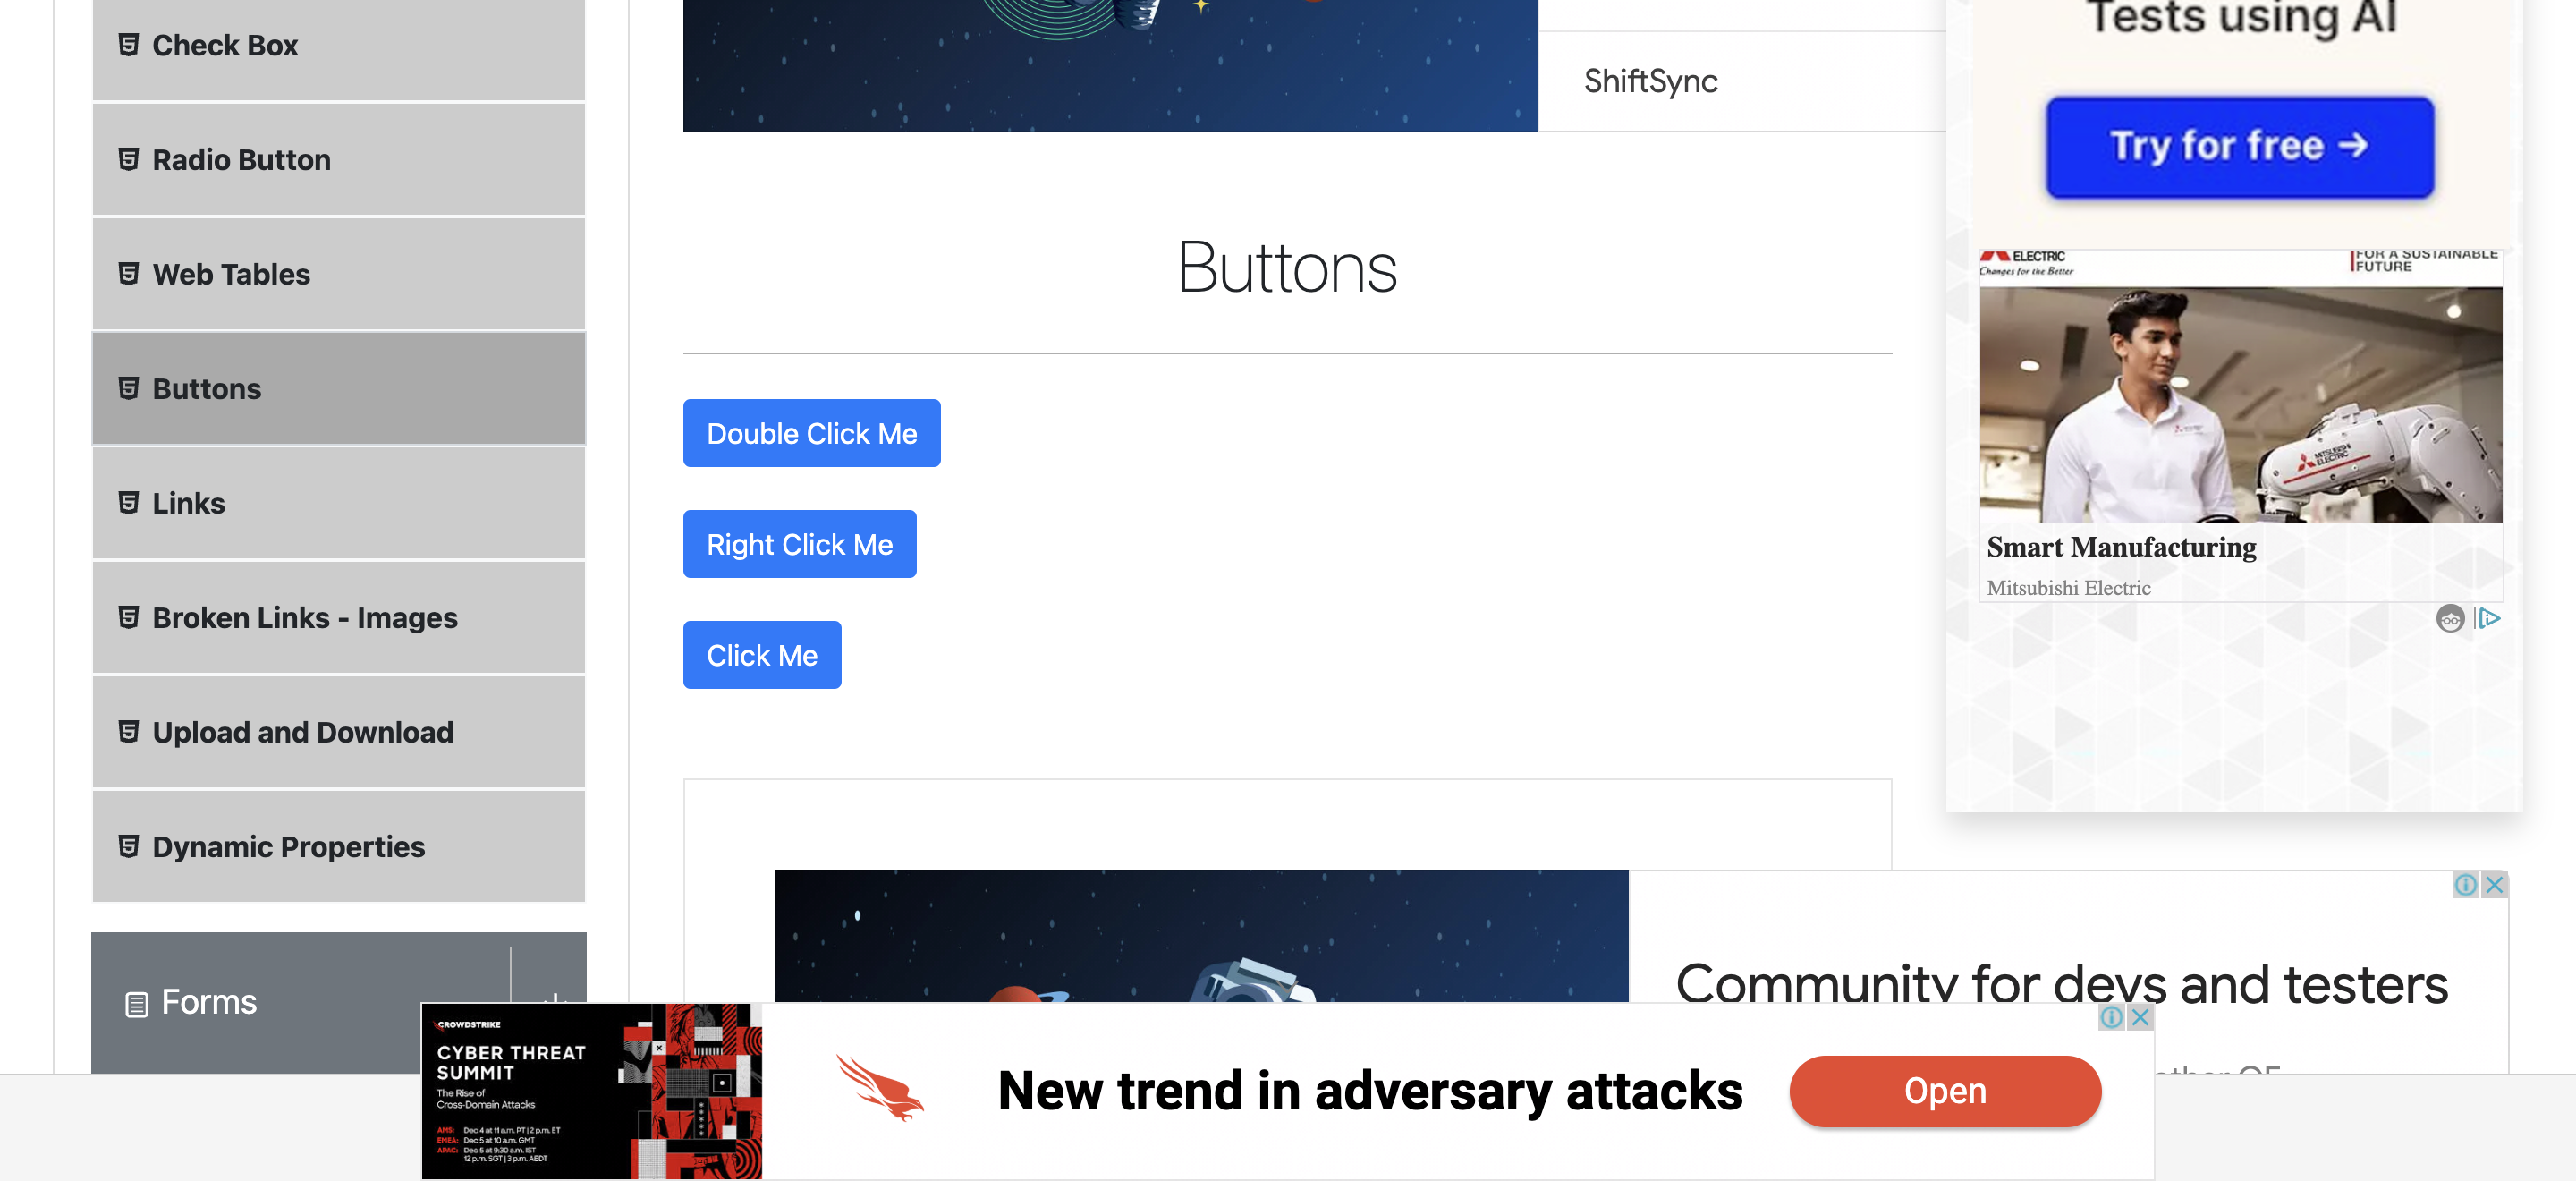 Check Box
Radio Button
Web Tables
Buttons
Links
Broken Links - Images
Upload and Download
Dynamic Properties
Forms
ShiftSync
Buttons
Double Click Me
Right Click Me
Click Me
Tests using AI
Try for free →
ELECTRIC
Changes for the Better
FOR A SUSTAINABLE
FUTURE
MITSUBISHI
ELECTRIC
Smart Manufacturing
Mitsubishi Electric
Community for devs and testers
CROWDSTRIKE
CYBER THREAT
SUMMIT
The Rise of
Cross-Domain Attacks
AMS: Dec 4 at 11 a.m. PT | 2 p.m. ET
EMEA: Dec 5 at 10 a.m. GMT
APAC: Dec 5 at 9:30 a.m. IST
12 p.m. SGT | 3 p.m. AEDT
New trend in adversary attacks
Open